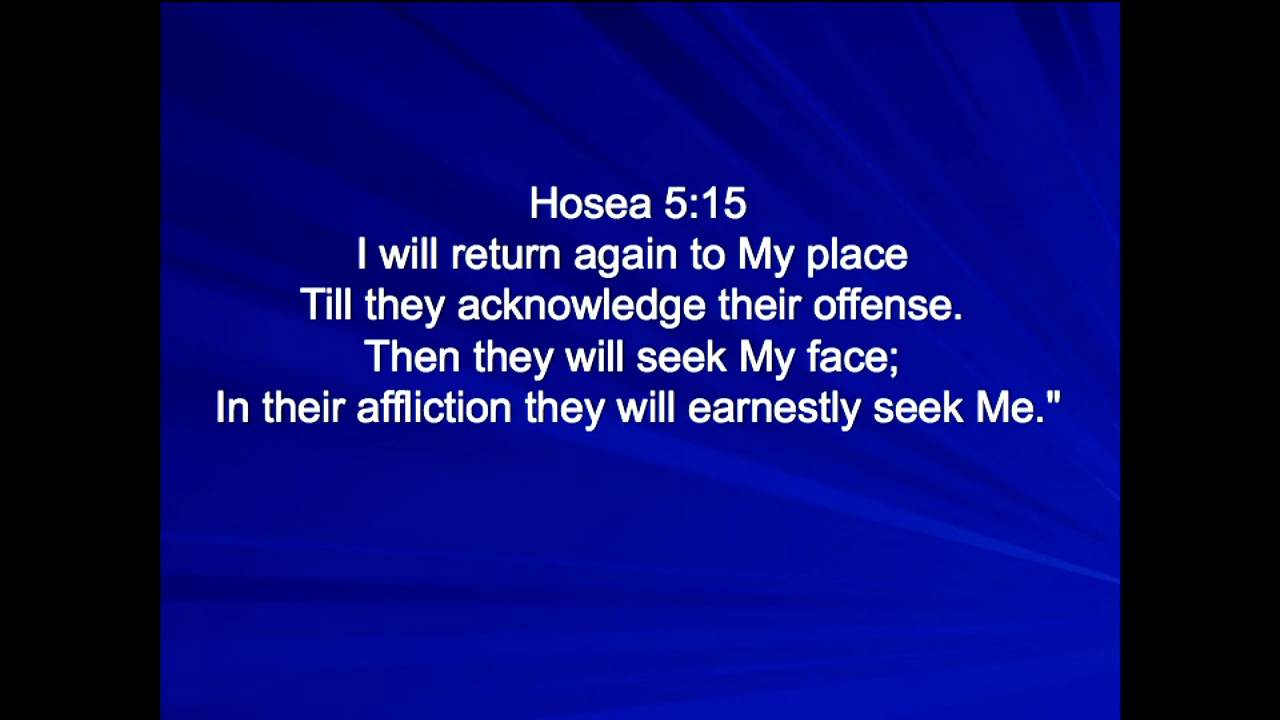 Hosea 5:15
I will return again to My place
Till they acknowledge their offense.
Then they will seek My face;
In their affliction they will earnestly seek Me."